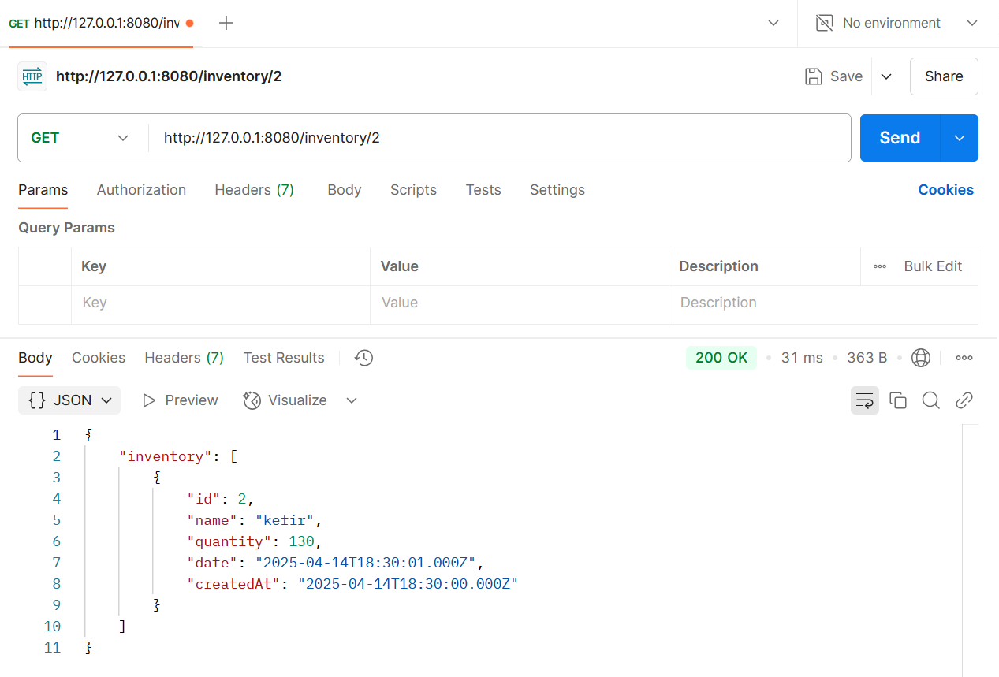 GET http://127.0.0.1:8080/inv No environment
HTTP http://127.0.0.1:8080/inventory/2 Save Share
GET http://127.0.0.1:8080/inventory/2 Send
Params Authorization Headers (7) Body Scripts Tests Settings Cookies
Query Params
Key Value Description Bulk Edit
Key Value Description
Body Cookies Headers (7) Test Results 200 OK 31 ms 363 B
{} JSON Preview Visualize
1 {
2 "inventory": [
3 {
4 "id": 2,
5 "name": "kefir",
6 "quantity": 130,
7 "date": "2025-04-14T18:30:01.000Z",
8 "createdAt": "2025-04-14T18:30:00.000Z"
9 }
10 ]
11 }